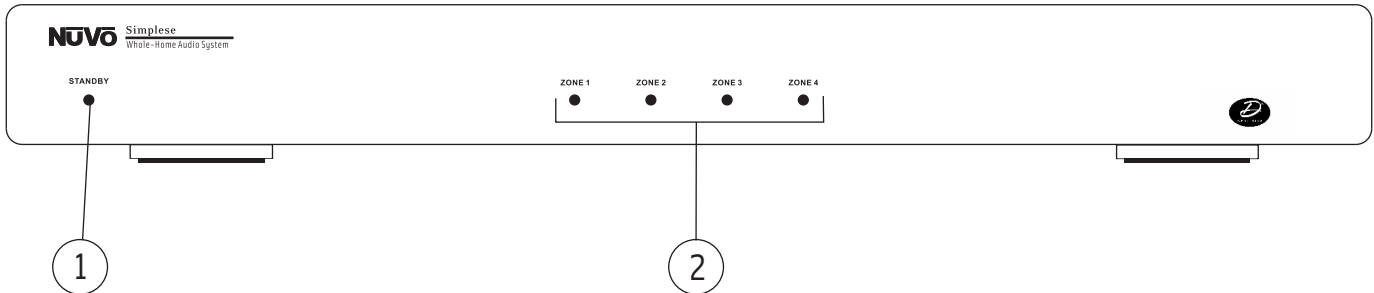 NUVO Simplese
Whole-Home Audio System
STANDBY
ZONE 1 ZONE 2 ZONE 3 ZONE 4
1 2